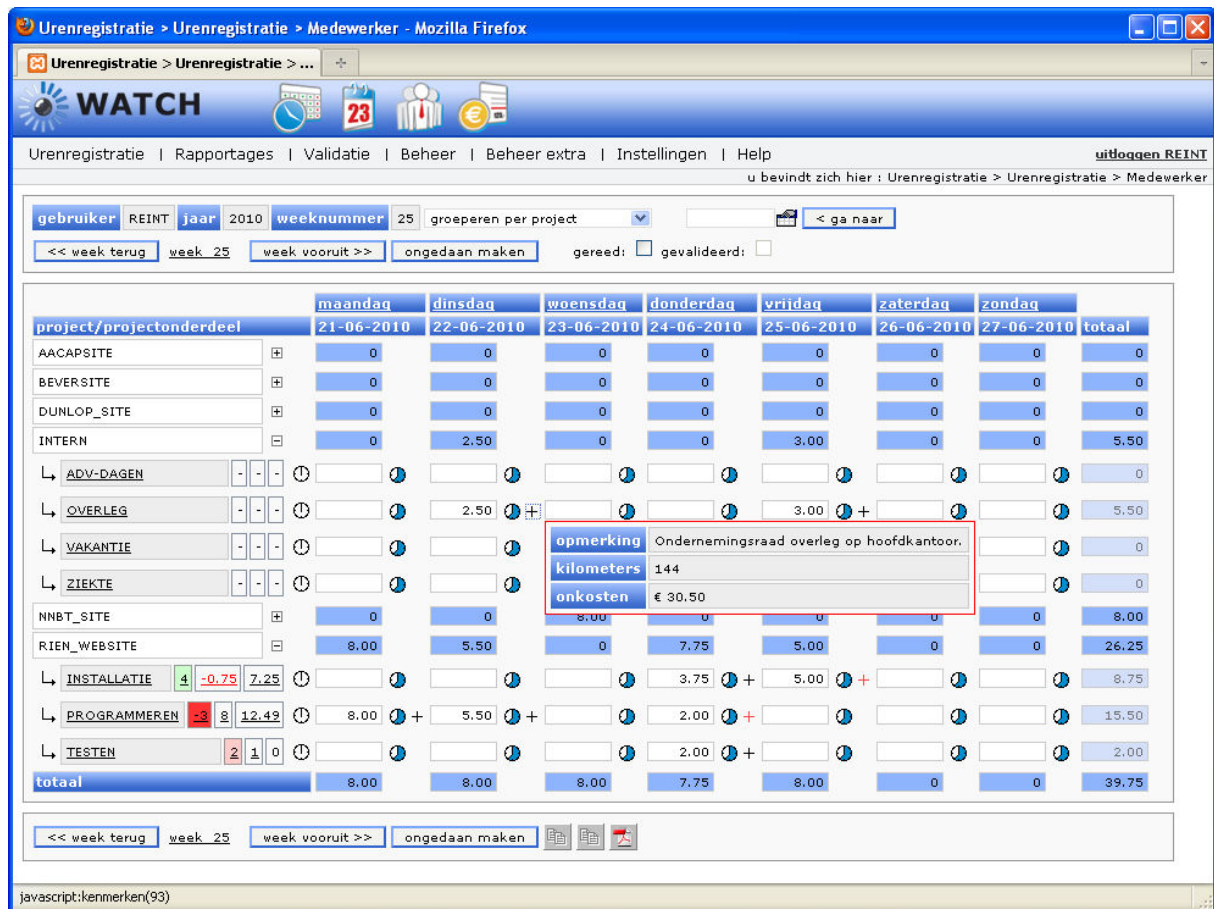 Urenregistratie > Urenregistratie > Medewerker - Mozilla Firefox
Urenregistratie > Urenregistratie > ...
WATCH 23
Urenregistratie | Rapportages | Validatie | Beheer | Beheer extra | Instellingen | Help uitloggen REINT
u bevindt zich hier : Urenregistratie > Urenregistratie > Medewerker
gebruiker REINT jaar 2010 weeknummer 25 groeperen per project < ga naar
<< week terug week 25 week vooruit >> ongedaan maken gereed: gevalideerd:
maandag dinsdag woensdag donderdag vrijdag zaterdag zondag
project/projectonderdeel 21-06-2010 22-06-2010 23-06-2010 24-06-2010 25-06-2010 26-06-2010 27-06-2010 totaal
AACAPSITE + 0 0 0 0 0 0 0 0
BEVERSITE + 0 0 0 0 0 0 0 0
DUNLOP_SITE + 0 0 0 0 0 0 0 0
INTERN - 0 2.50 0 0 3.00 0 0 5.50
ADV-DAGEN - - - 0
OVERLEG - - - 2.50 + 3.00 + 5.50
VAKANTIE - - - 0
ZIEKTE - - - 0
opmerking Ondernemingsraad overleg op hoofdkantoor.
kilometers 144
onkosten € 30.50
NNBT_SITE + 0 0 8.00 0 0 0 0 8.00
RIEN_WEBSITE - 8.00 5.50 0 7.75 5.00 0 0 26.25
INSTALLATIE 4 -0.75 7.25 3.75 + 5.00 + 8.75
PROGRAMMEREN -3 8 12.49 8.00 + 5.50 + 2.00 + 15.50
TESTEN 2 1 0 2.00 + 2.00
totaal 8.00 8.00 8.00 7.75 8.00 0 0 39.75
<< week terug week 25 week vooruit >> ongedaan maken
javascript:kenmerken(93)